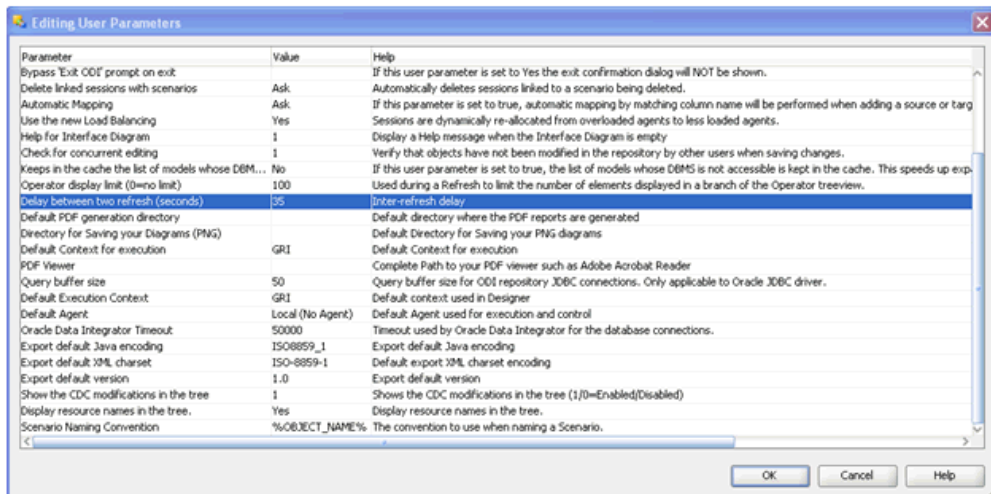 Editing User Parameters
Parameter Value Help
Bypass 'Exit ODI' prompt on exit If this user parameter is set to Yes the exit confirmation dialog will NOT be shown.
Delete linked sessions with scenarios Ask Automatically deletes sessions linked to a scenario being deleted.
Automatic Mapping Ask If this parameter is set to true, automatic mapping by matching column name will be performed when adding a source or targ
Use the new Load Balancing Yes Sessions are dynamically re-allocated from overloaded agents to less loaded agents.
Help for Interface Diagram 1 Display a Help message when the Interface Diagram is empty
Check for concurrent editing 1 Verify that objects have not been modified in the repository by other users when saving changes.
Keeps in the cache the list of models whose DBM... No If this user parameter is set to true, the list of models whose DBMS is not accessible is kept in the cache. This speeds up exp
Operator display limit (0=no limit) 100 Used during a Refresh to limit the number of elements displayed in a branch of the Operator treeview.
Delay between two refresh (seconds) 35 Inter-refresh delay
Default PDF generation directory Default directory where the PDF reports are generated
Directory for Saving your Diagrams (PNG) Default Directory for Saving your PNG diagrams
Default Context for execution GRI Default Context for execution
PDF Viewer Complete Path to your PDF viewer such as Adobe Acrobat Reader
Query buffer size 50 Query buffer size for ODI repository JDBC connections. Only applicable to Oracle JDBC driver.
Default Execution Context GRI Default context used in Designer
Default Agent Local (No Agent) Default Agent used for execution and control
Oracle Data Integrator Timeout 50000 Timeout used by Oracle Data Integrator for the database connections.
Export default Java encoding ISO8859_1 Export default Java encoding
Export default XML charset ISO-8859-1 Default export XML charset encoding
Export default version 1.0 Export default version
Show the CDC modifications in the tree 1 Shows the CDC modifications in the tree (1/0=Enabled/Disabled)
Display resource names in the tree. Yes Display resource names in the tree.
Scenario Naming Convention %OBJECT_NAME% The convention to use when naming a Scenario.
OK Cancel Help